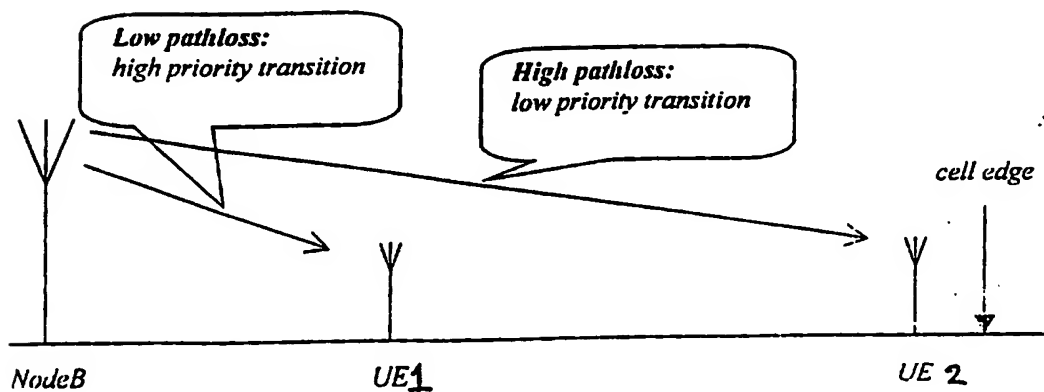 Low pathloss:
high priority transition
High pathloss:
low priority transition
cell edge
NodeB
UE1
UE 2